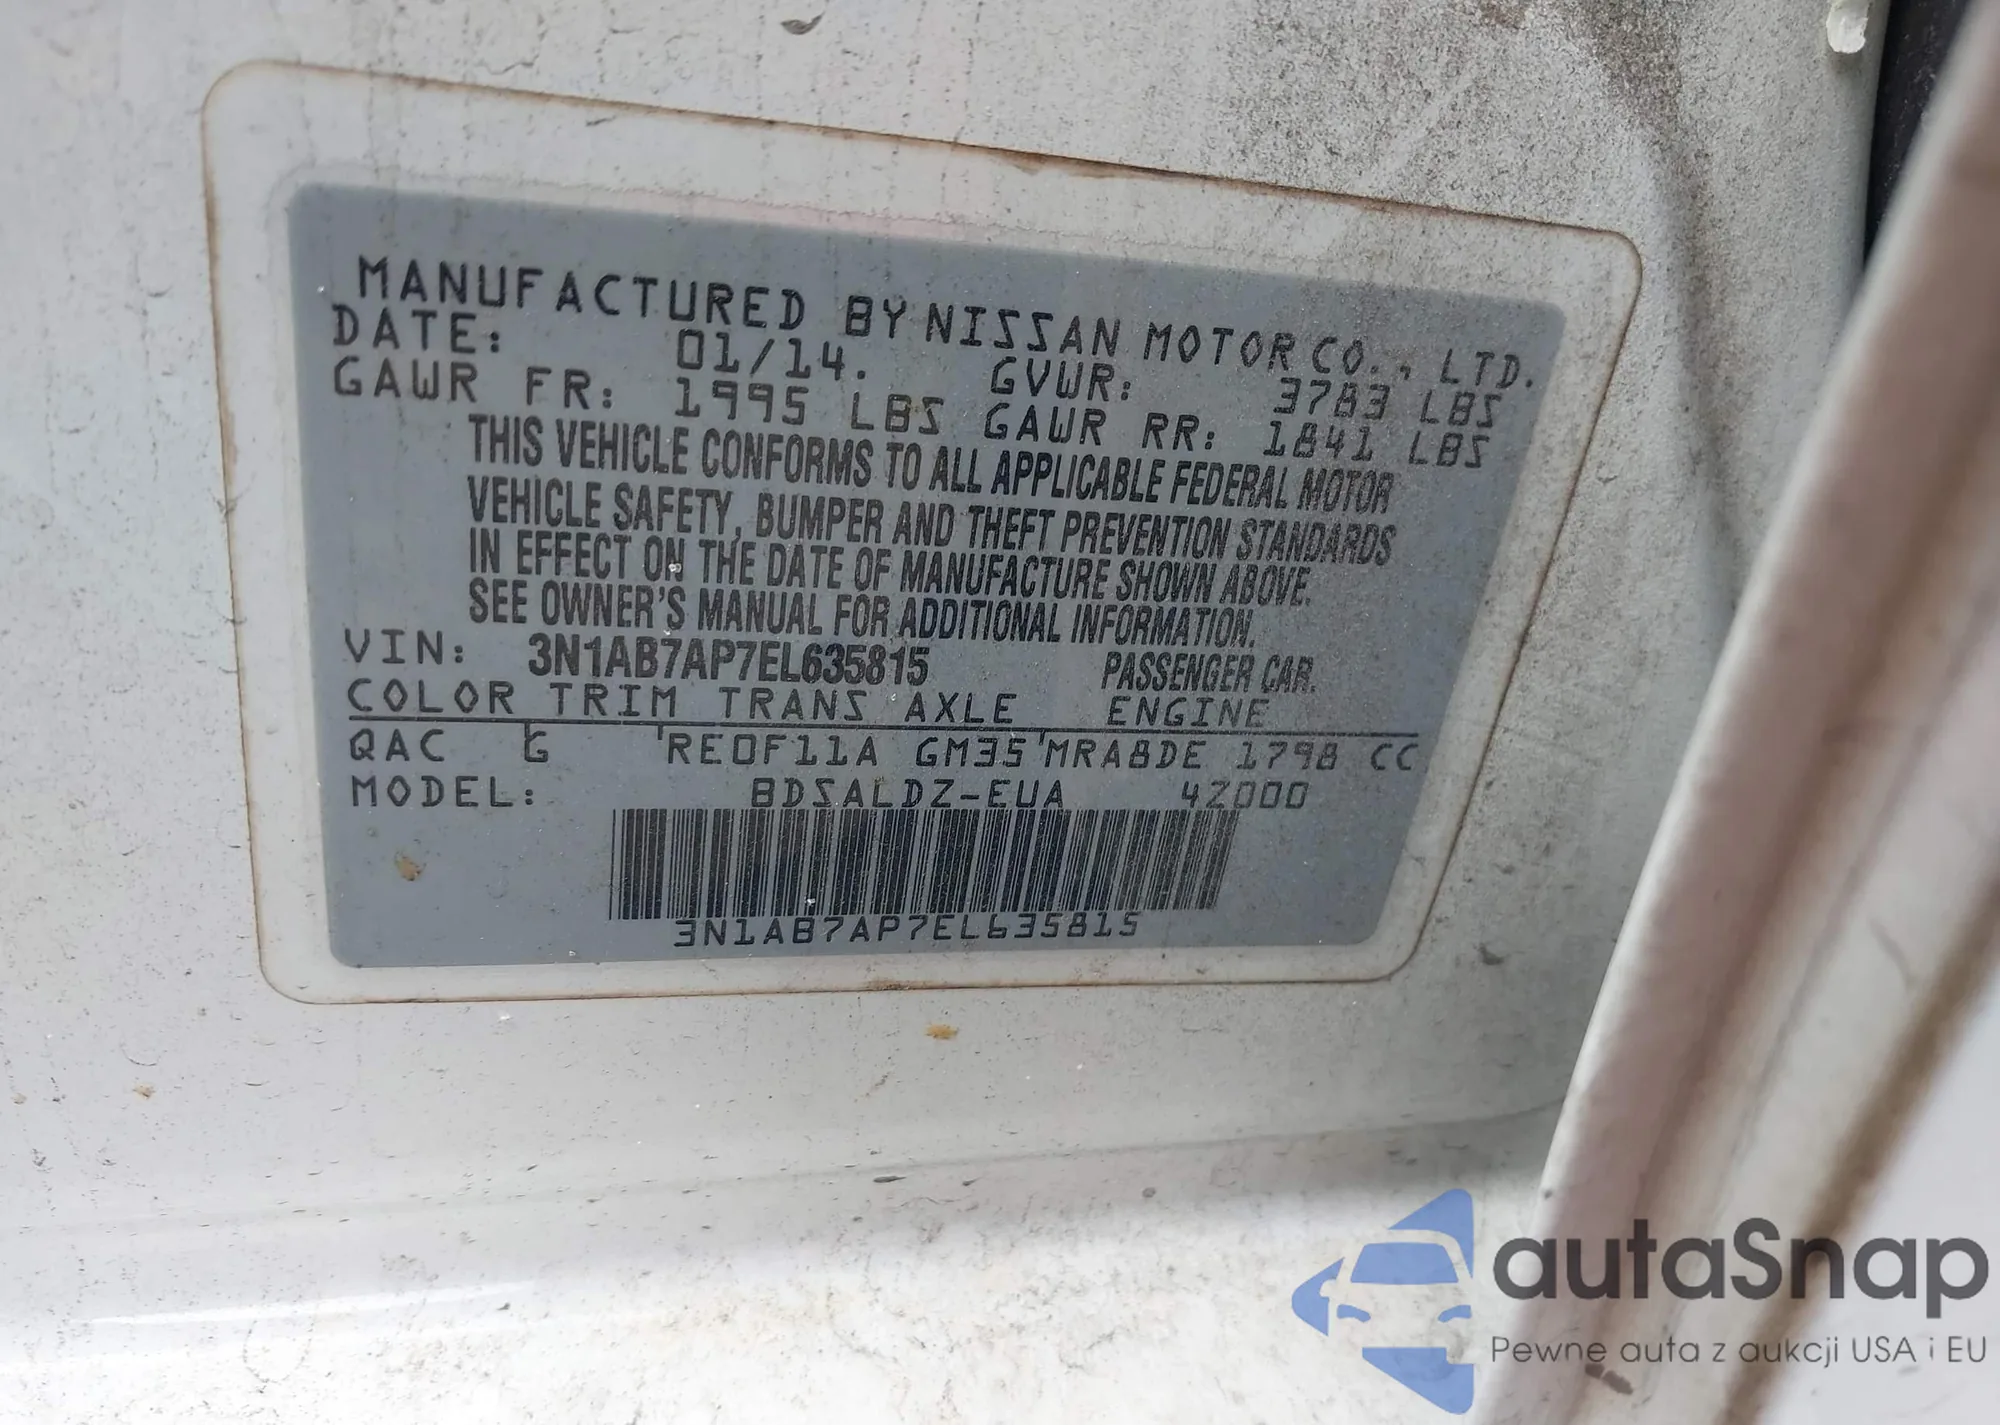 MANUFACTURED BY NISSAN MOTOR CO., LTD.
DATE: 01/14. GVWR: 3783 LBS
GAWR FR: 1995 LBS GAWR RR: 1841 LBS
THIS VEHICLE CONFORMS TO ALL APPLICABLE FEDERAL MOTOR
VEHICLE SAFETY, BUMPER AND THEFT PREVENTION STANDARDS
IN EFFECT ON THE DATE OF MANUFACTURE SHOWN ABOVE.
SEE OWNER'S MANUAL FOR ADDITIONAL INFORMATION.
VIN: 3N1AB7AP7EL635815 PASSENGER CAR.
COLOR TRIM TRANS AXLE ENGINE
QAC G RE0F11A GM35 MRA8DE 1798 CC
MODEL: BDSALDZ-EUA 4Z000
3N1AB7AP7EL635815
autaSnap
Pewne auta z aukcji USA i EU